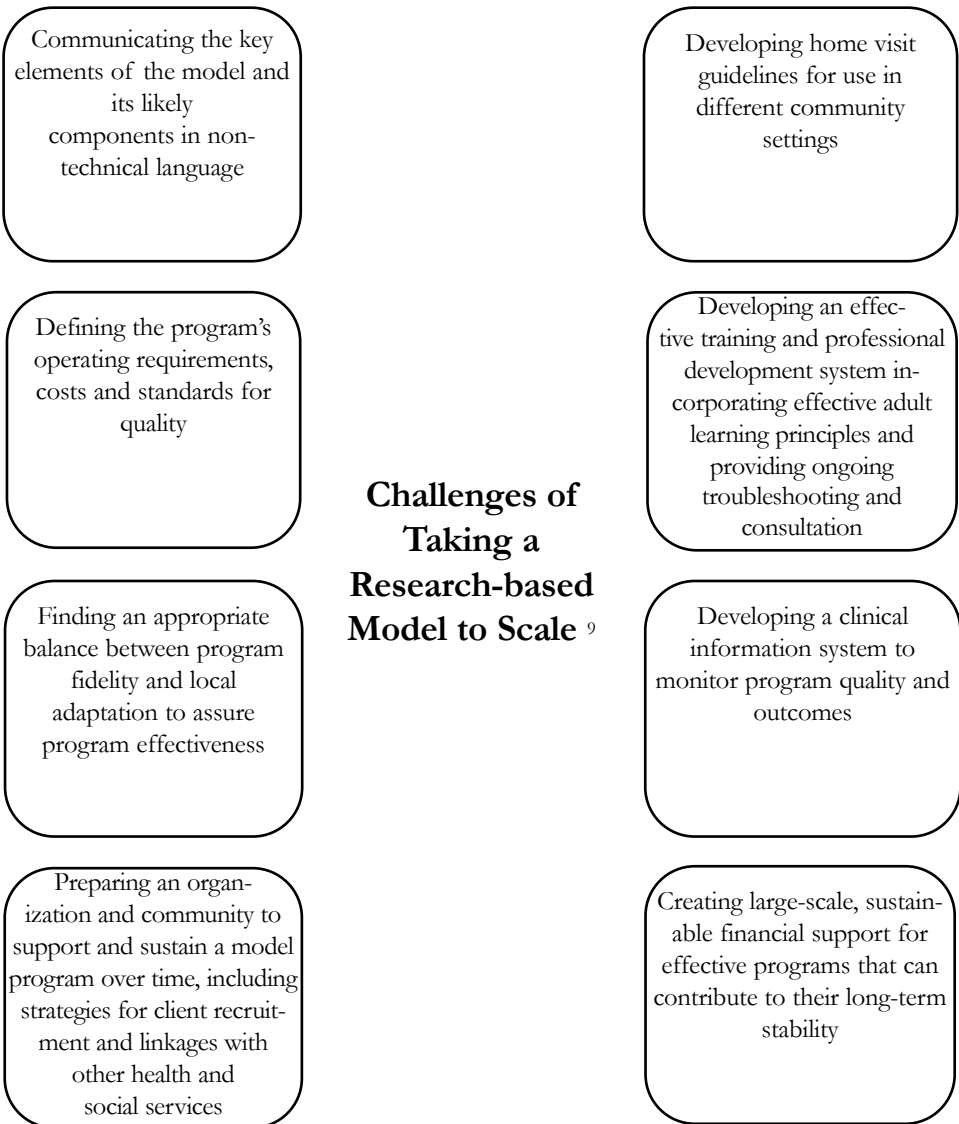 Communicating the key
elements of the model and
its likely
components in non-
technical language
Defining the program’s
operating requirements,
costs and standards for
quality
Finding an appropriate
balance between program
fidelity and local
adaptation to assure
program effectiveness
Preparing an organ-
ization and community to
support and sustain a model
program over time, including
strategies for client recruit-
ment and linkages with
other health and
social services
Challenges of
Taking a
Research-based
Model to Scale 9
Developing home visit
guidelines for use in
different community
settings
Developing an effec-
tive training and professional
development system in-
corporating effective adult
learning principles and
providing ongoing
troubleshooting and
consultation
Developing a clinical
information system to
monitor program quality and
outcomes
Creating large-scale, sustain-
able financial support for
effective programs that can
contribute to their long-term
stability